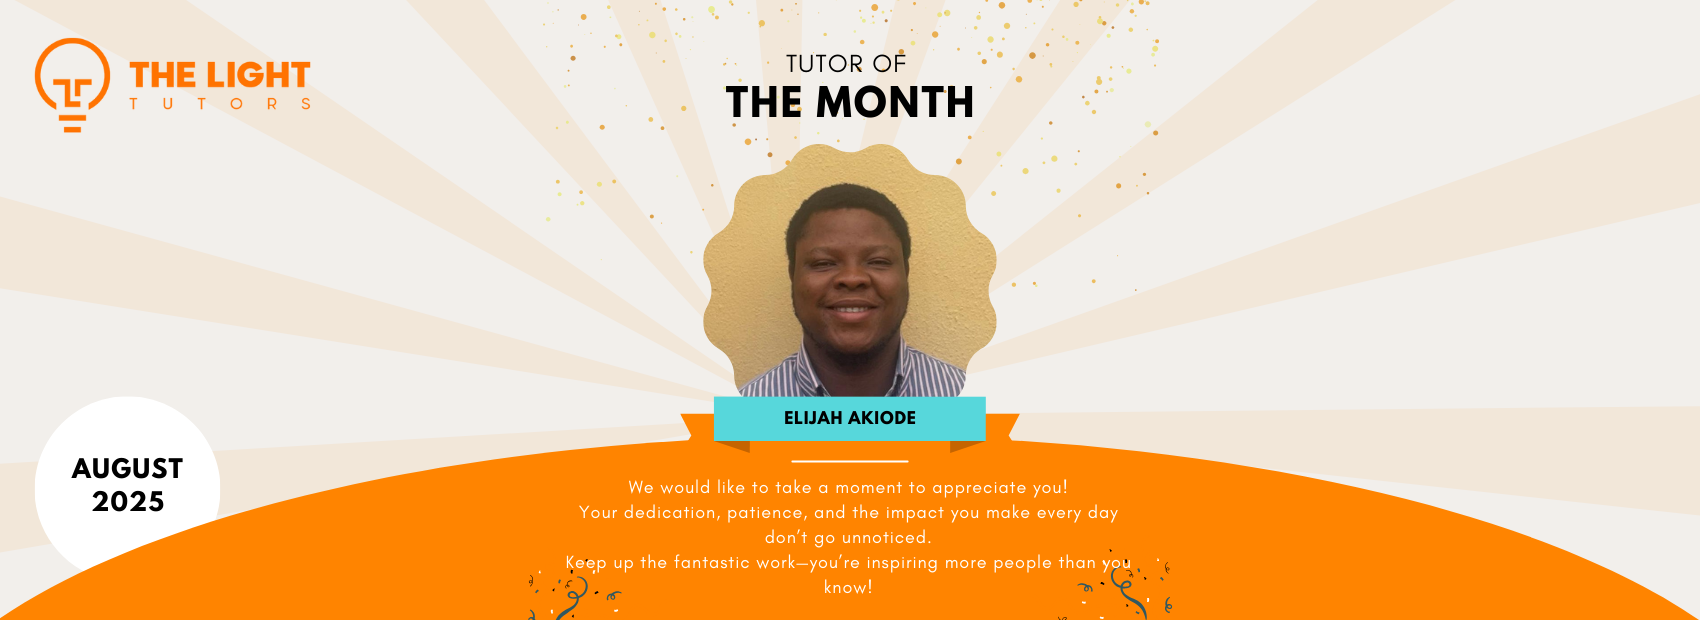 THE LIGHT
TUTORS
TUTOR OF
THE MONTH
ELIJAH AKIODE
AUGUST
2025
We would like to take a moment to appreciate you!
Your dedication, patience, and the impact you make every day
don’t go unnoticed.
Keep up the fantastic work—you’re inspiring more people than you
know!